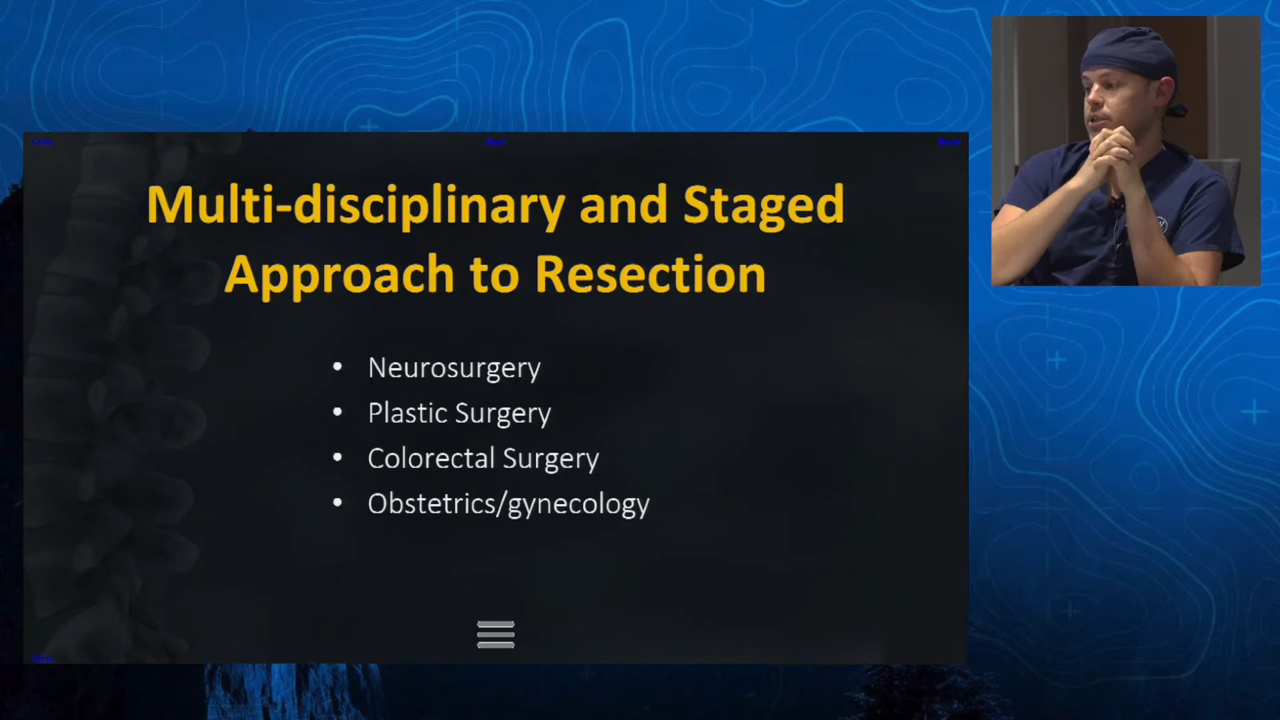 Multi-disciplinary and Staged
Approach to Resection
• Neurosurgery
• Plastic Surgery
• Colorectal Surgery
• Obstetrics/gynecology